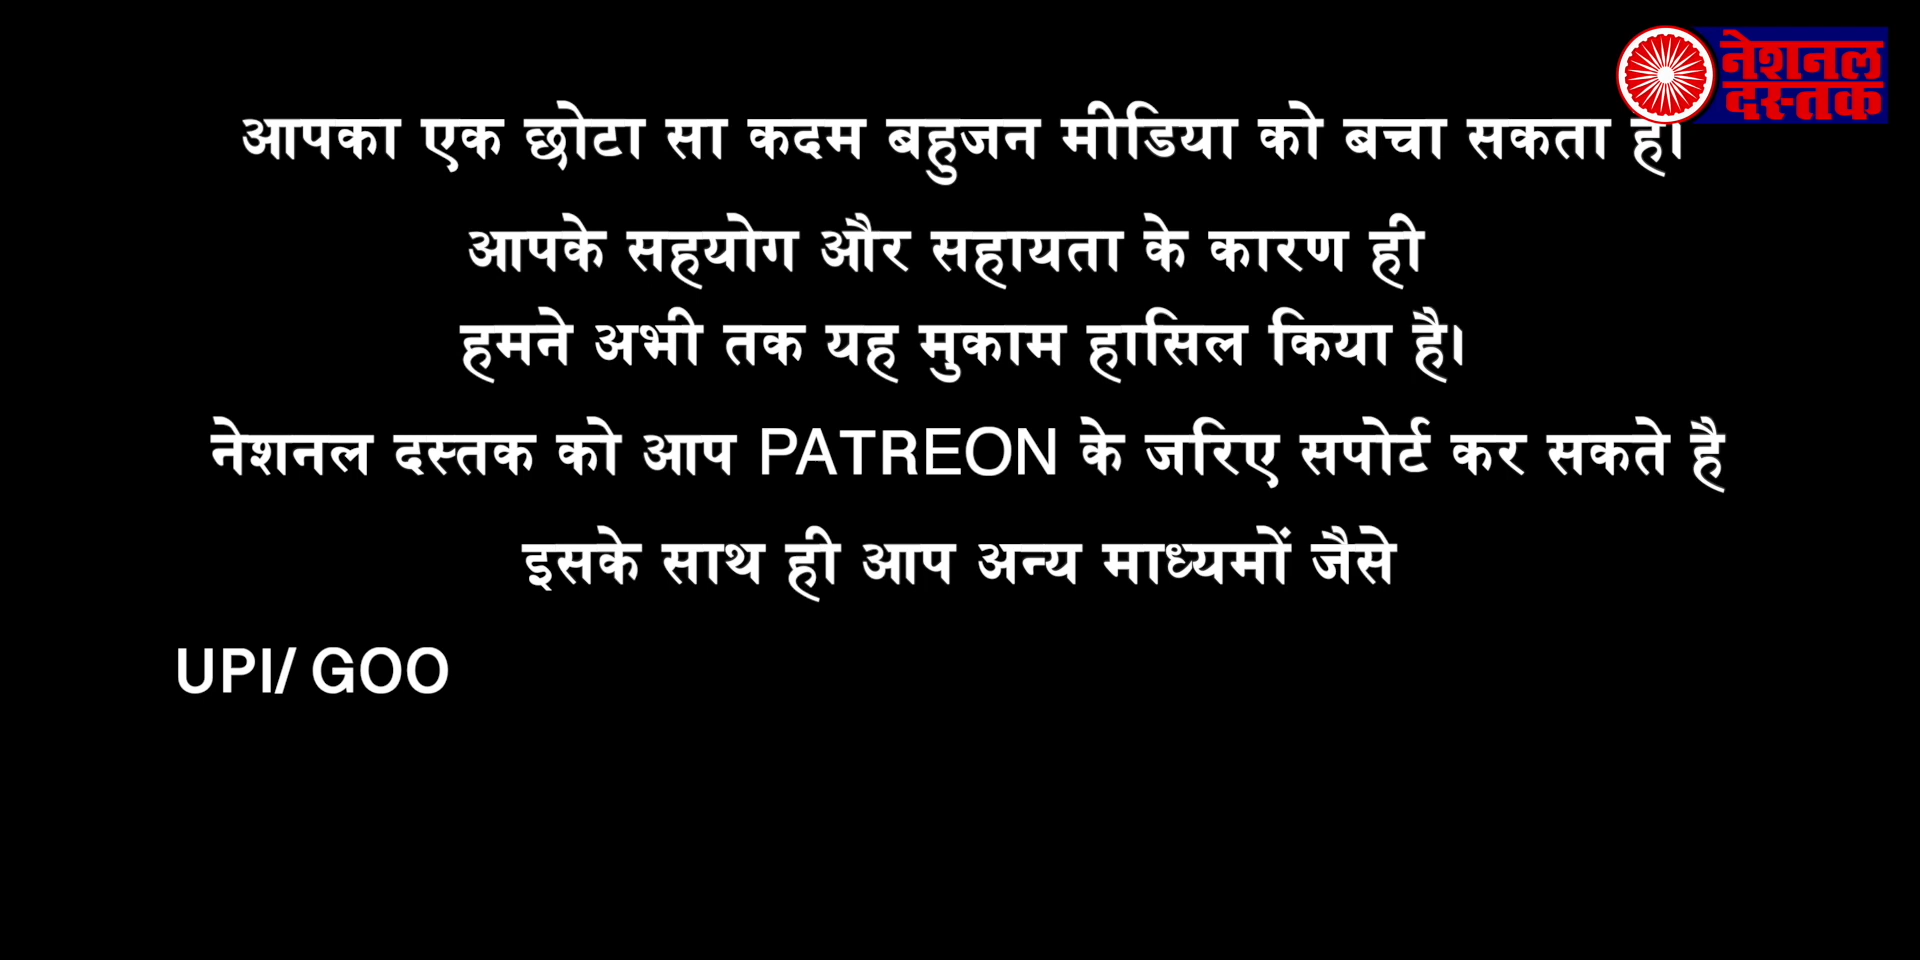 नेशनल
दस्तक
आपका एक छोटा सा कदम बहुजन मीडिया को बचा सकता है।
आपके सहयोग और सहायता के कारण ही
हमने अभी तक यह मुकाम हासिल किया है।
नेशनल दस्तक को आप PATREON के जरिए सपोर्ट कर सकते है
इसके साथ ही आप अन्य माध्यमों जैसे
UPI/ GOO